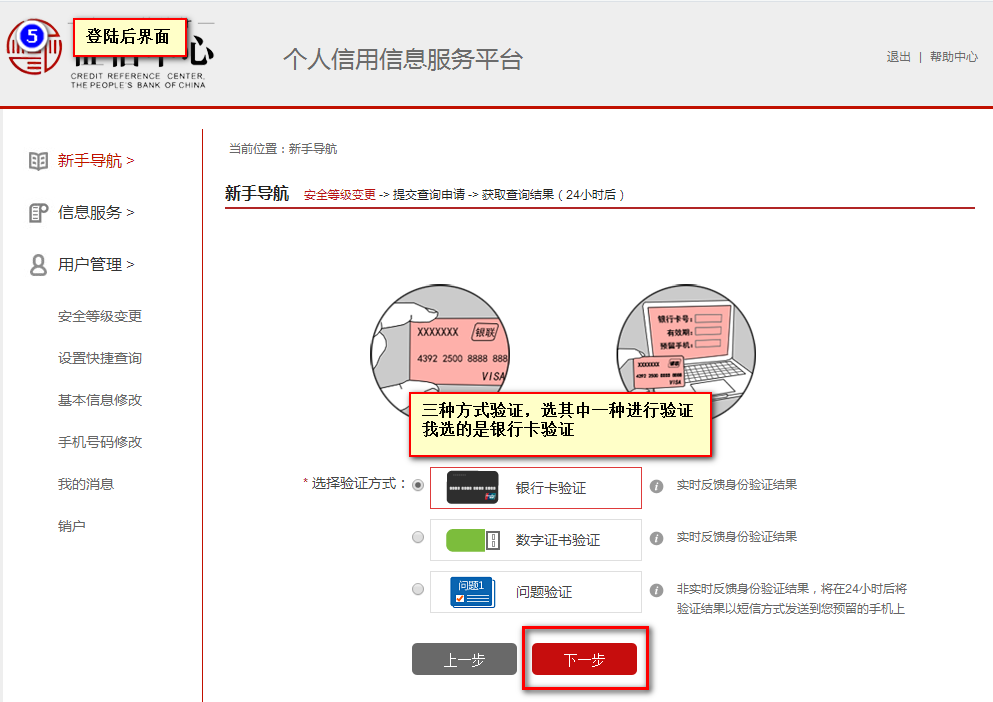 5
登陆后界面
CREDIT REFERENCE CENTER,
THE PEOPLE'S BANK OF CHINA
个人信用信息服务平台
退出 | 帮助中心
新手导航 >
信息服务 >
用户管理 >
安全等级变更
设置快捷查询
基本信息修改
手机号码修改
我的消息
销户
当前位置：新手导航
新手导航 安全等级变更 -> 提交查询申请 -> 获取查询结果（24小时后）
XXXXXXX 银联
4392 2500 8888 888
VISA
银行卡号：
有效期：
预留手机：
XXXXXXX 银联
4392 2500 8888 888
VISA
三种方式验证，选其中一种进行验证
我选的是银行卡验证
* 选择验证方式：
银行卡验证
i 实时反馈身份验证结果
数字证书验证
i 实时反馈身份验证结果
问题1
问题验证
i 非实时反馈身份验证结果，将在24小时后将
验证结果以短信方式发送到您预留的手机上
上一步
下一步